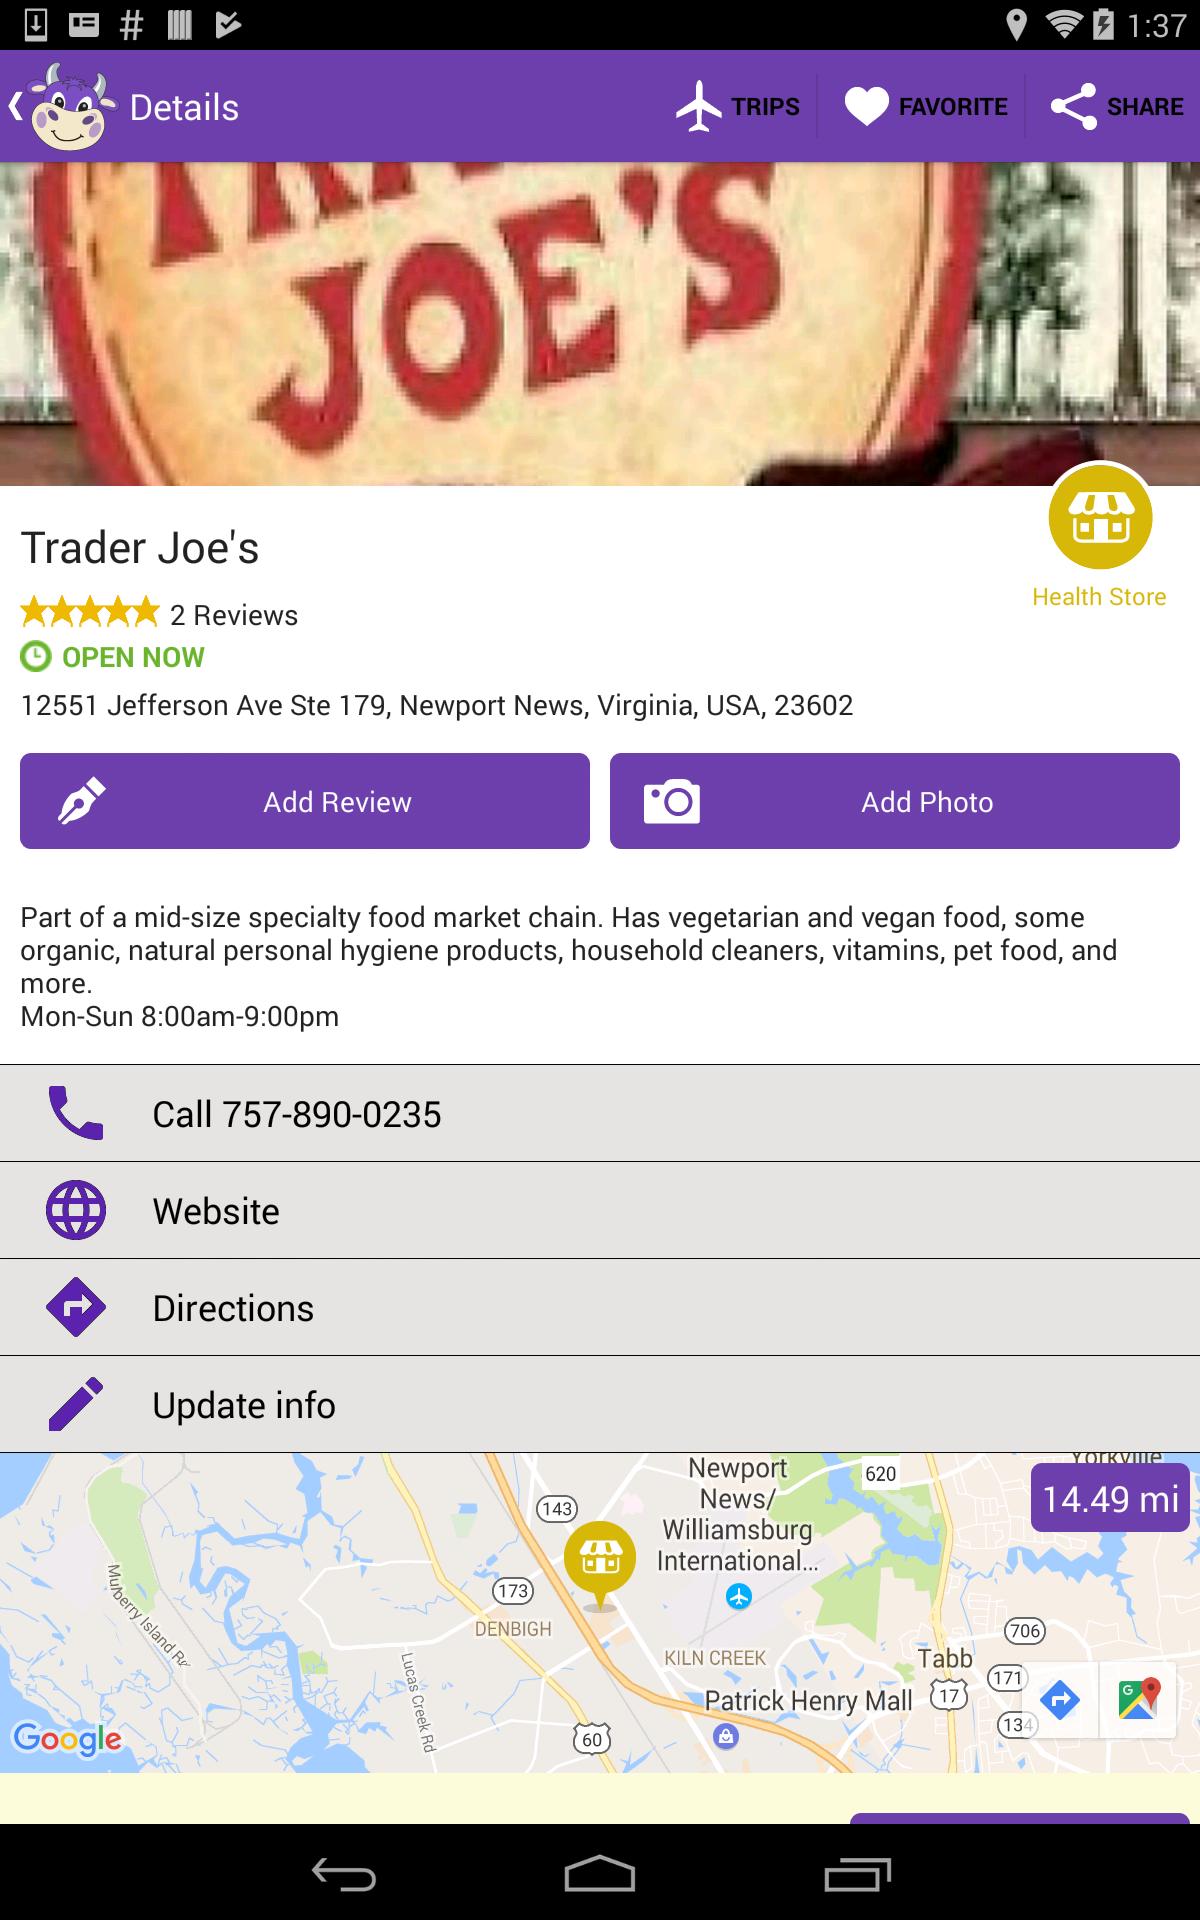 1:37
Details
TRIPS
FAVORITE
SHARE
JOE'S
Trader Joe's
Health Store
2 Reviews
OPEN NOW
12551 Jefferson Ave Ste 179, Newport News, Virginia, USA, 23602
Add Review
Add Photo
Part of a mid-size specialty food market chain. Has vegetarian and vegan food, some
organic, natural personal hygiene products, household cleaners, vitamins, pet food, and
more.
Mon-Sun 8:00am-9:00pm
Call 757-890-0235
Website
Directions
Update info
Yorkville
Newport
News/
Williamsburg
International...
620
14.49 mi
143
173
DENBIGH
Mulberry Island Rd
Lucas Creek Rd
KILN CREEK
706
Tabb
171
17
Patrick Henry Mall
134
60
G
Google